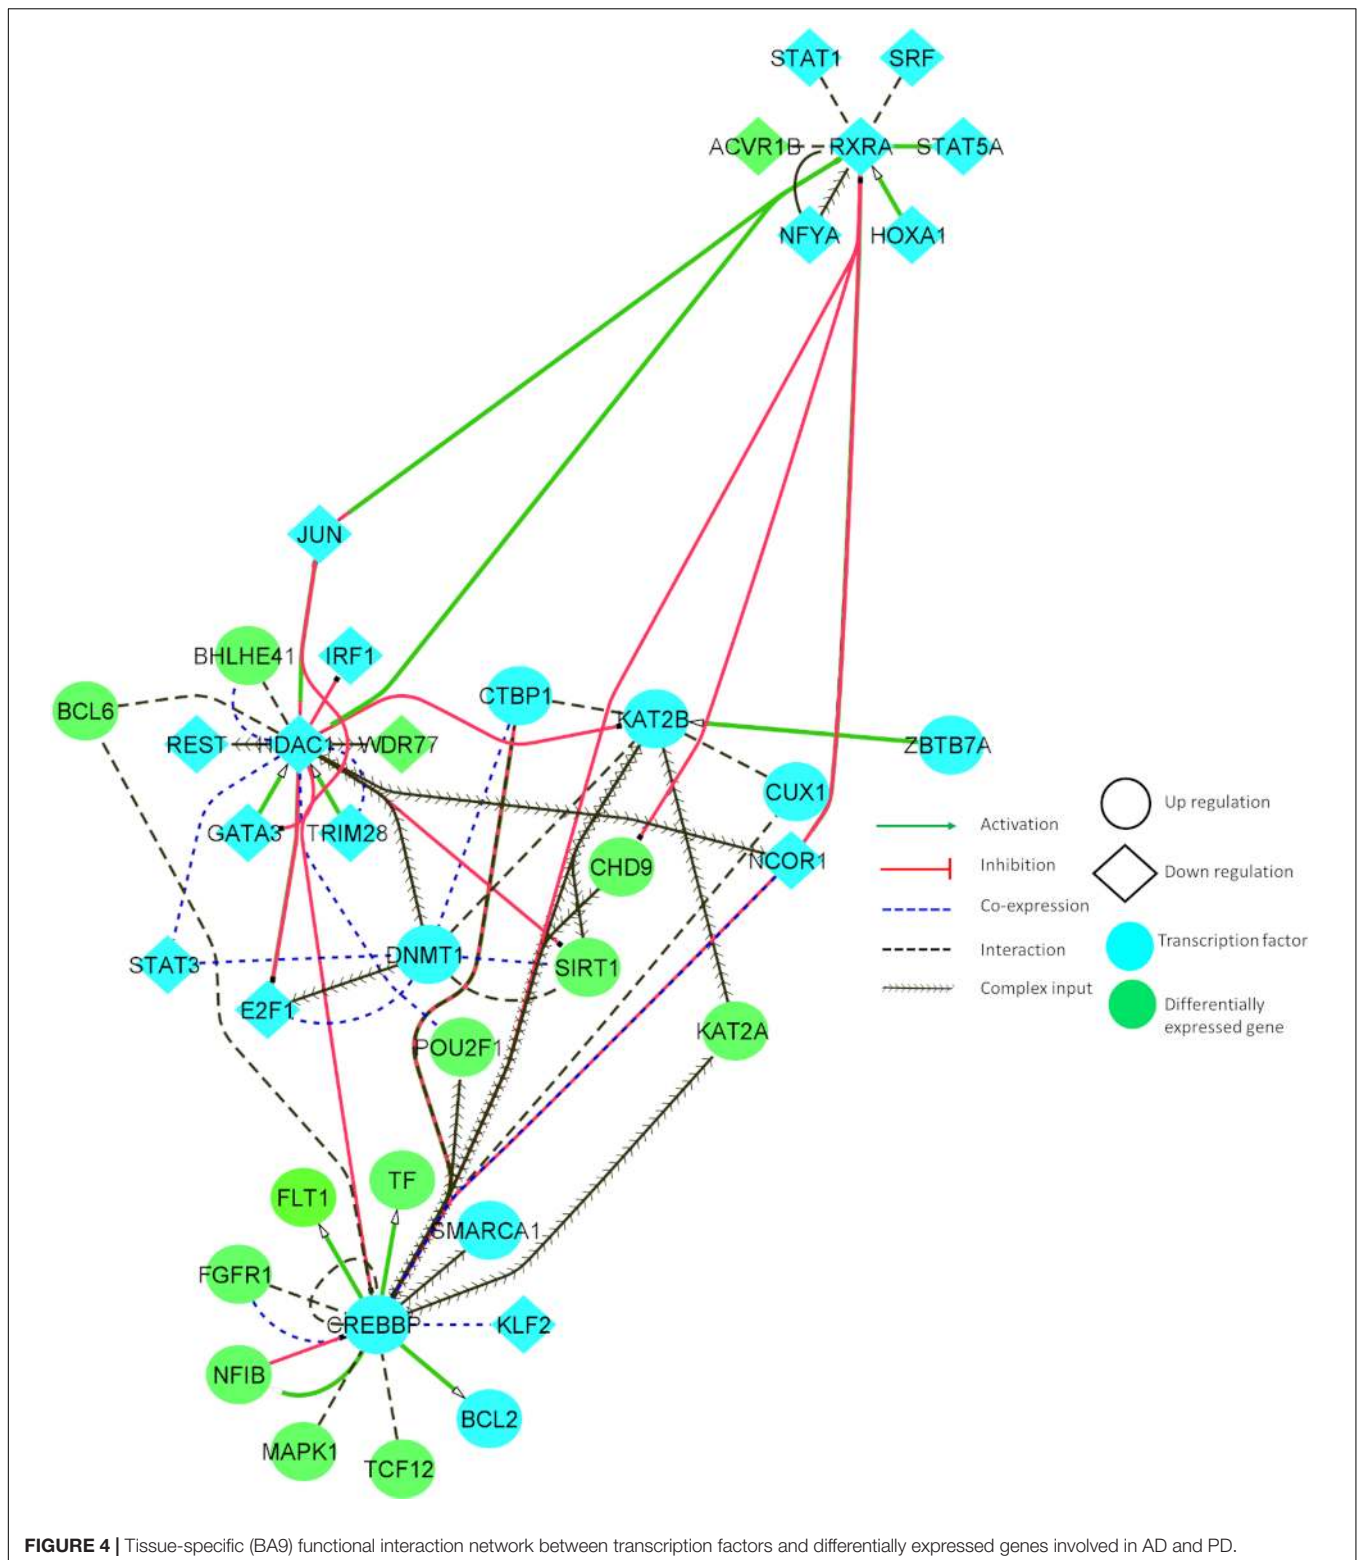 STAT1
SRF
ACVR1B
RXRA
STAT5A
NFYA
HOXA1
JUN
BHLHE41
IRF1
BCL6
CTBP1
KAT2B
REST
HDAC1
WDR77
ZBTB7A
CUX1
GATA3
TRIM28
CHD9
NCOR1
STAT3
DNMT1
SIRT1
E2F1
POU2F1
KAT2A
FLT1
TF
SMARCA1
FGFR1
CREBBP
KLF2
NFIB
BCL2
MAPK1
TCF12
Activation
Inhibition
Co-expression
Interaction
Complex input
Up regulation
Down regulation
Transcription factor
Differentially
expressed gene
FIGURE 4 | Tissue-specific (BA9) functional interaction network between transcription factors and differentially expressed genes involved in AD and PD.